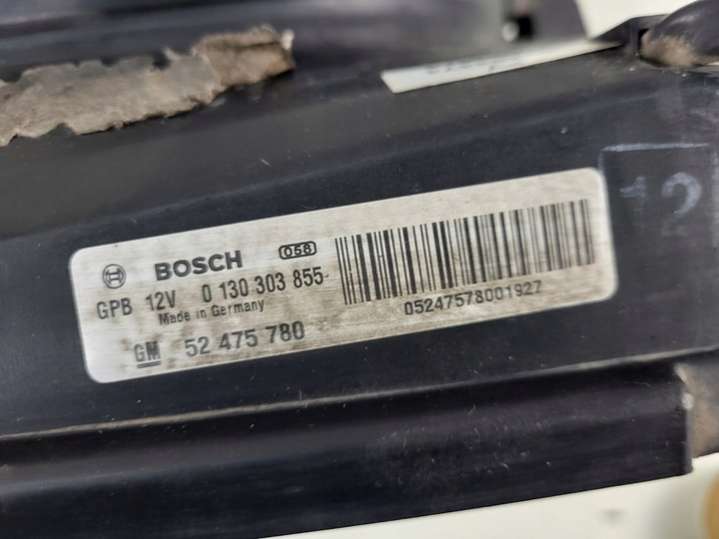 BOSCH 058
GPB 12V 0 130 303 855-
Made in Germany
GM 52 475 780
05247578001927
12